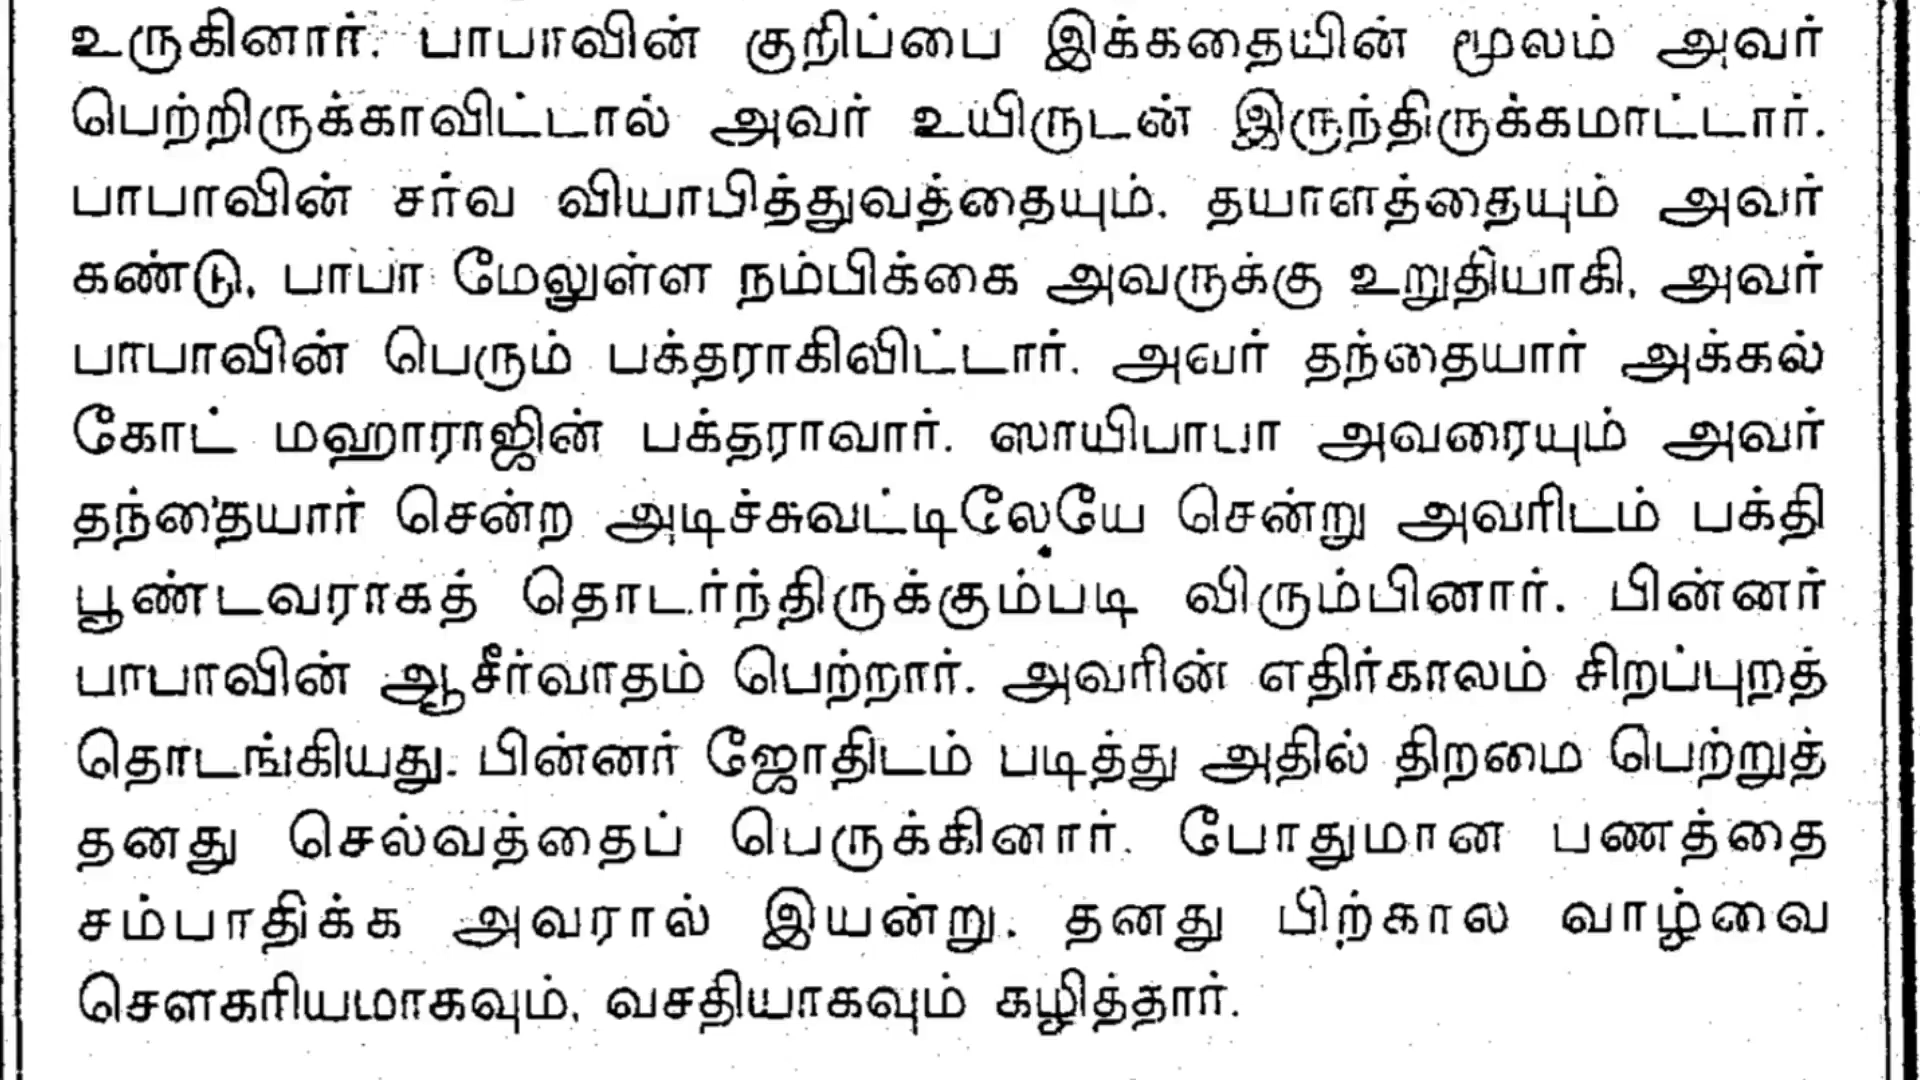 உருகினார். பாபாவின் குறிப்பை இக்கதையின் மூலம் அவர்
பெற்றிருக்காவிட்டால் அவர் உயிருடன் இருந்திருக்கமாட்டார்.
பாபாவின் சர்வ வியாபித்துவத்தையும், தயாளத்தையும் அவர்
கண்டு, பாபா மேலுள்ள நம்பிக்கை அவருக்கு உறுதியாகி, அவர்
பாபாவின் பெரும் பக்தராகிவிட்டார். அவர் தந்தையார் அக்கல்
கோட் மஹாராஜின் பக்தராவார். ஸாயிபாபா அவரையும் அவர்
தந்தையார் சென்ற அடிச்சுவட்டிலேயே சென்று அவரிடம் பக்தி
பூண்டவராகத் தொடர்ந்திருக்கும்படி விரும்பினார். பின்னர்
பாபாவின் ஆசீர்வாதம் பெற்றார். அவரின் எதிர்காலம் சிறப்புறத்
தொடங்கியது. பின்னர் ஜோதிடம் படித்து அதில் திறமை பெற்றுத்
தனது செல்வத்தைப் பெருக்கினார். போதுமான பணத்தை
சம்பாதிக்க அவரால் இயன்று, தனது பிற்கால வாழ்வை
சௌகரியமாகவும், வசதியாகவும் கழித்தார்.